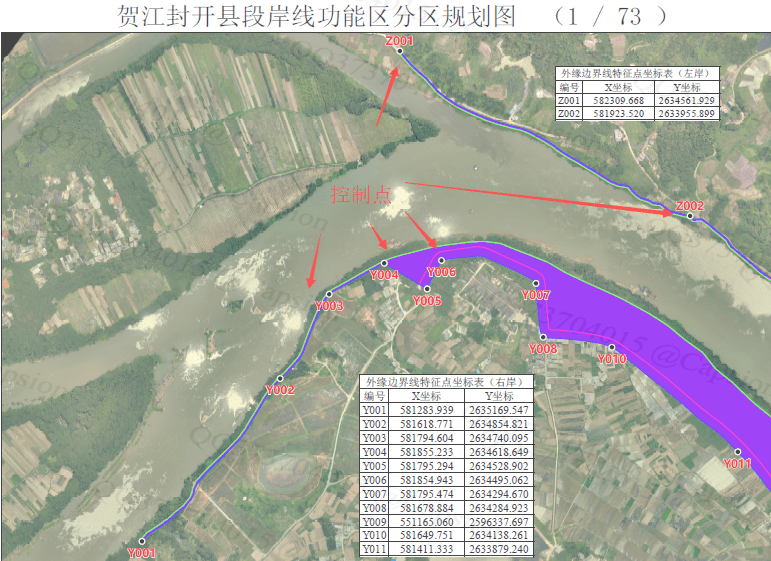 贺江封开县段岸线功能区分区规划图 （1 / 73 ）
Z001
外缘边界线特征点坐标表（左岸）
编号 X坐标 Y坐标
Z001 582309.668 2634561.929
Z002 581923.520 2633955.899
控制点
Z002
Y004
Y006
Y005
Y007
Y003
Y008
Y010
Y002
外缘边界线特征点坐标表（右岸）
编号 X坐标 Y坐标
Y001 581283.939 2635169.547
Y002 581618.771 2634854.821
Y003 581794.604 2634740.095
Y004 581855.233 2634618.649
Y005 581795.294 2634528.902
Y006 581854.943 2634495.062
Y007 581795.474 2634294.670
Y008 581678.884 2634284.923
Y009 551165.060 2596337.697
Y010 581649.751 2634138.261
Y011 581411.333 2633879.240
Y011
Y001